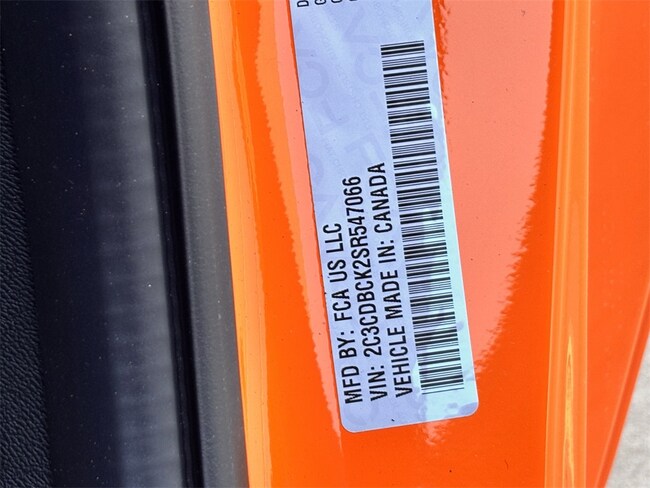 MFD BY: FCA US LLC
VIN: 2C3CDBCK2SR547066
VEHICLE MADE IN: CANADA